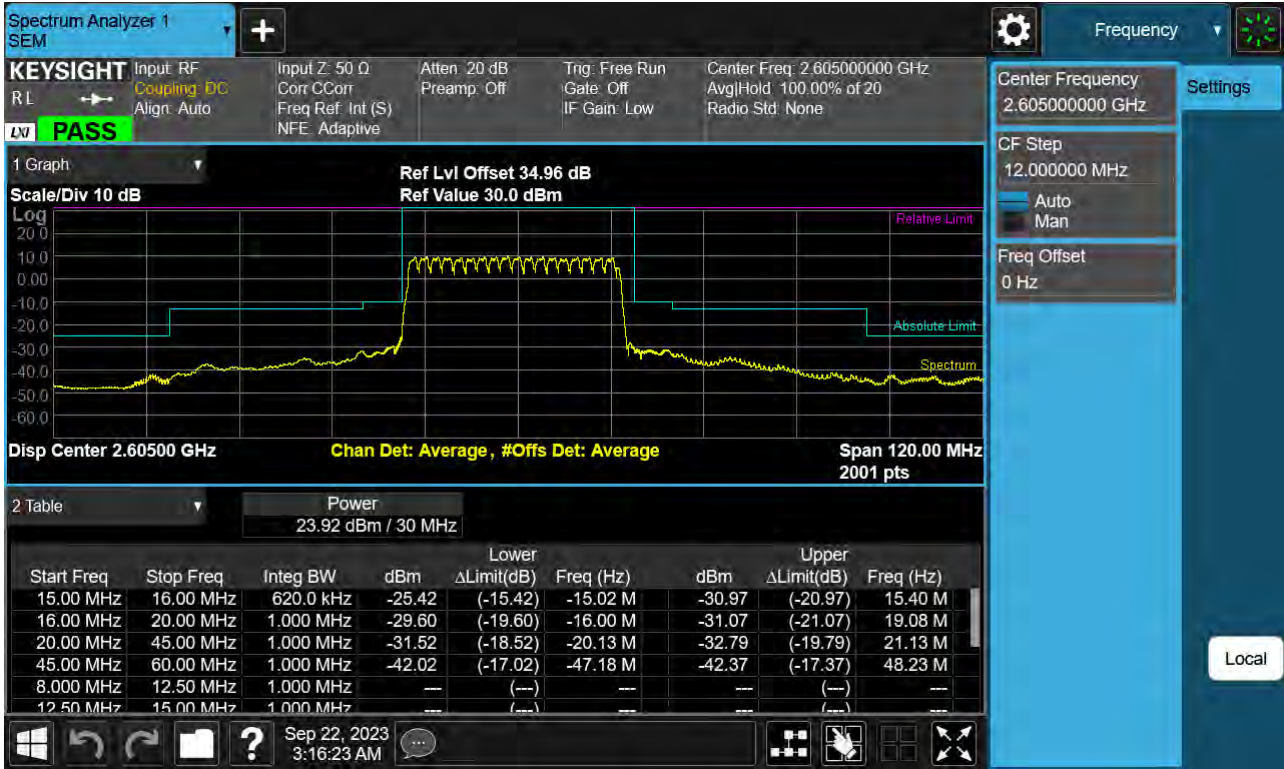 Spectrum Analyzer 1
SEM
Frequency
KEYSIGHT
RL
LXI
PASS
Input: RF
Coupling: DC
Align: Auto
Input Z: 50 Ω
Corr CCorr
Freq Ref: Int (S)
NFE: Adaptive
Atten: 20 dB
Preamp: Off
Trig: Free Run
Gate: Off
IF Gain: Low
Center Freq: 2.605000000 GHz
Avg|Hold: 100.00% of 20
Radio Std: None
Center Frequency
2.605000000 GHz
Settings
CF Step
12.000000 MHz
Auto
Man
Freq Offset
0 Hz
Local
1 Graph
Scale/Div 10 dB
Ref Lvl Offset 34.96 dB
Ref Value 30.0 dBm
Log
Relative Limit
20.0
10.0
0.00
-10.0
-20.0
Absolute Limit
-30.0
-40.0
Spectrum
-50.0
-60.0
Disp Center 2.60500 GHz
Chan Det: Average, #Offs Det: Average
Span 120.00 MHz
2001 pts
2 Table
Power
23.92 dBm / 30 MHz
Lower Upper
Start Freq Stop Freq Integ BW dBm ΔLimit(dB) Freq (Hz) dBm ΔLimit(dB) Freq (Hz)
15.00 MHz 16.00 MHz 620.0 kHz -25.42 (-15.42) -15.02 M -30.97 (-20.97) 15.40 M
16.00 MHz 20.00 MHz 1.000 MHz -29.60 (-19.60) -16.00 M -31.07 (-21.07) 19.08 M
20.00 MHz 45.00 MHz 1.000 MHz -31.52 (-18.52) -20.13 M -32.79 (-19.79) 21.13 M
45.00 MHz 60.00 MHz 1.000 MHz -42.02 (-17.02) -47.18 M -42.37 (-17.37) 48.23 M
8.000 MHz 12.50 MHz 1.000 MHz --- (---) --- --- (---) ---
12.50 MHz 15.00 MHz 1.000 MHz --- (---) --- --- (---) ---
?
Sep 22, 2023
3:16:23 AM